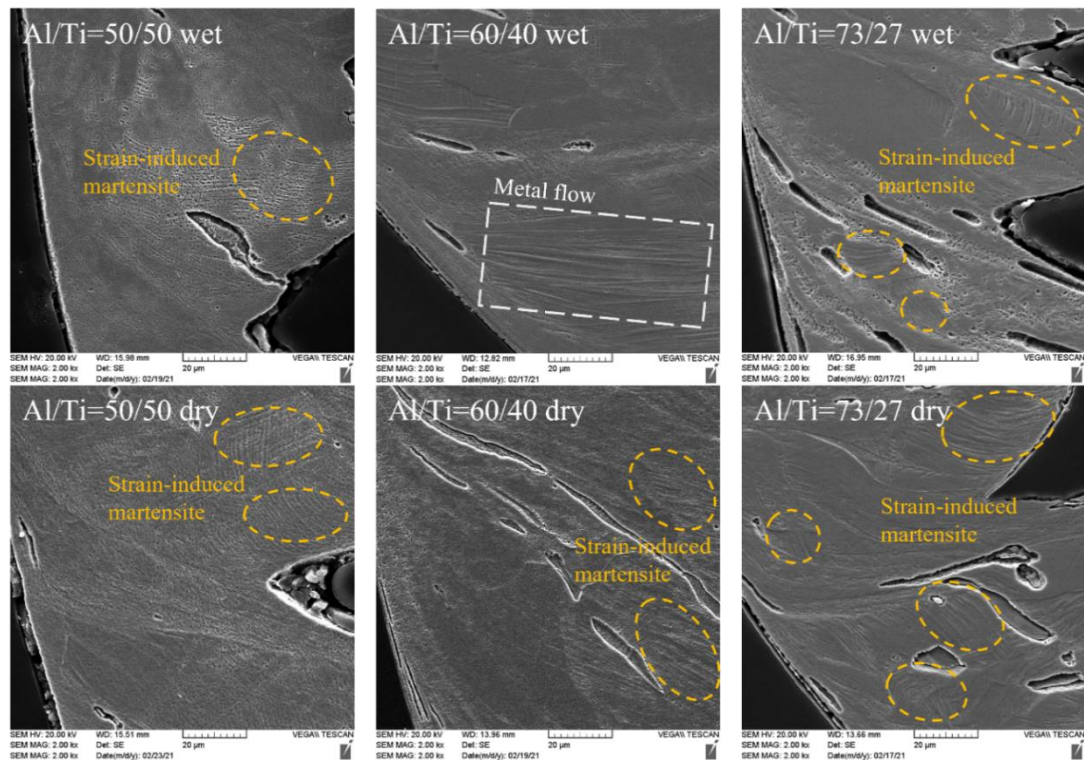 Al/Ti=50/50 wet
Strain-induced
martensite
SEM HV: 20.00 kV WD: 15.98 mm
SEM MAG: 2.00 kx Det: SE 20 µm VEGA\\ TESCAN
Date(m/d/y): 02/19/21
Al/Ti=60/40 wet
Metal flow
SEM HV: 20.00 kV WD: 12.82 mm
SEM MAG: 2.00 kx Det: SE 20 µm VEGA\\ TESCAN
Date(m/d/y): 02/17/21
Al/Ti=73/27 wet
Strain-induced
martensite
SEM HV: 20.00 kV WD: 16.95 mm
SEM MAG: 2.00 kx Det: SE 20 µm VEGA\\ TESCAN
Date(m/d/y): 02/17/21
Al/Ti=50/50 dry
Strain-induced
martensite
SEM HV: 20.00 kV WD: 15.51 mm
SEM MAG: 2.00 kx Det: SE 20 µm VEGA\\ TESCAN
Date(m/d/y): 02/23/21
Al/Ti=60/40 dry
Strain-induced
martensite
SEM HV: 20.00 kV WD: 13.96 mm
SEM MAG: 2.00 kx Det: SE 20 µm VEGA\\ TESCAN
Date(m/d/y): 02/19/21
Al/Ti=73/27 dry
Strain-induced
martensite
SEM HV: 20.00 kV WD: 13.66 mm
SEM MAG: 2.00 kx Det: SE 20 µm VEGA\\ TESCAN
Date(m/d/y): 02/17/21